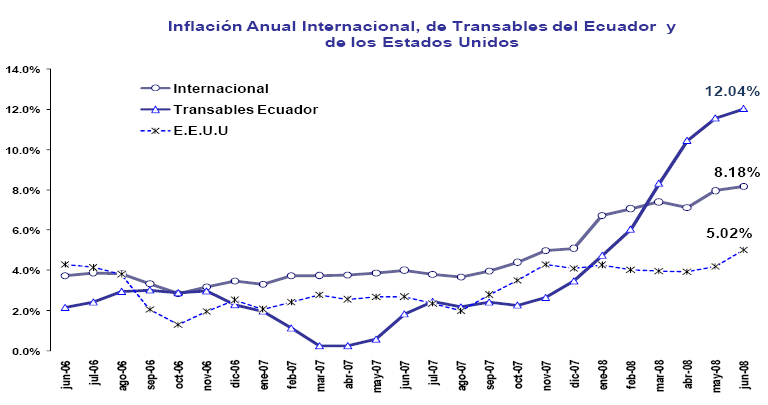 Inflación Anual Internacional, de Transables del Ecuador y
de los Estados Unidos
14.0%
12.0%
10.0%
8.0%
6.0%
4.0%
2.0%
0.0%
Internacional
Transables Ecuador
E.E.U.U
12.04%
8.18%
5.02%
jun-06
jul-06
ago-06
sep-06
oct-06
nov-06
dic-06
ene-07
feb-07
mar-07
abr-07
may-07
jun-07
jul-07
ago-07
sep-07
oct-07
nov-07
dic-07
ene-08
feb-08
mar-08
abr-08
may-08
jun-08